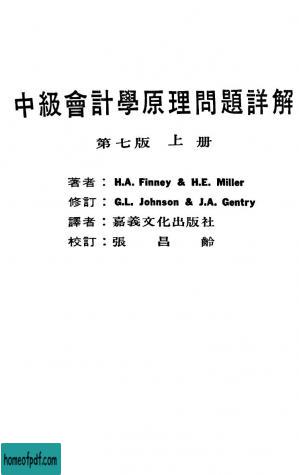 中級會計學原理問題詳解
第七版 上册
著者: H.A. Finney & H.E. Miller
修訂: G.L. Johnson & J.A. Gentry
譯者: 嘉義文化出版社
校訂: 張昌齡
homeofpdf.com